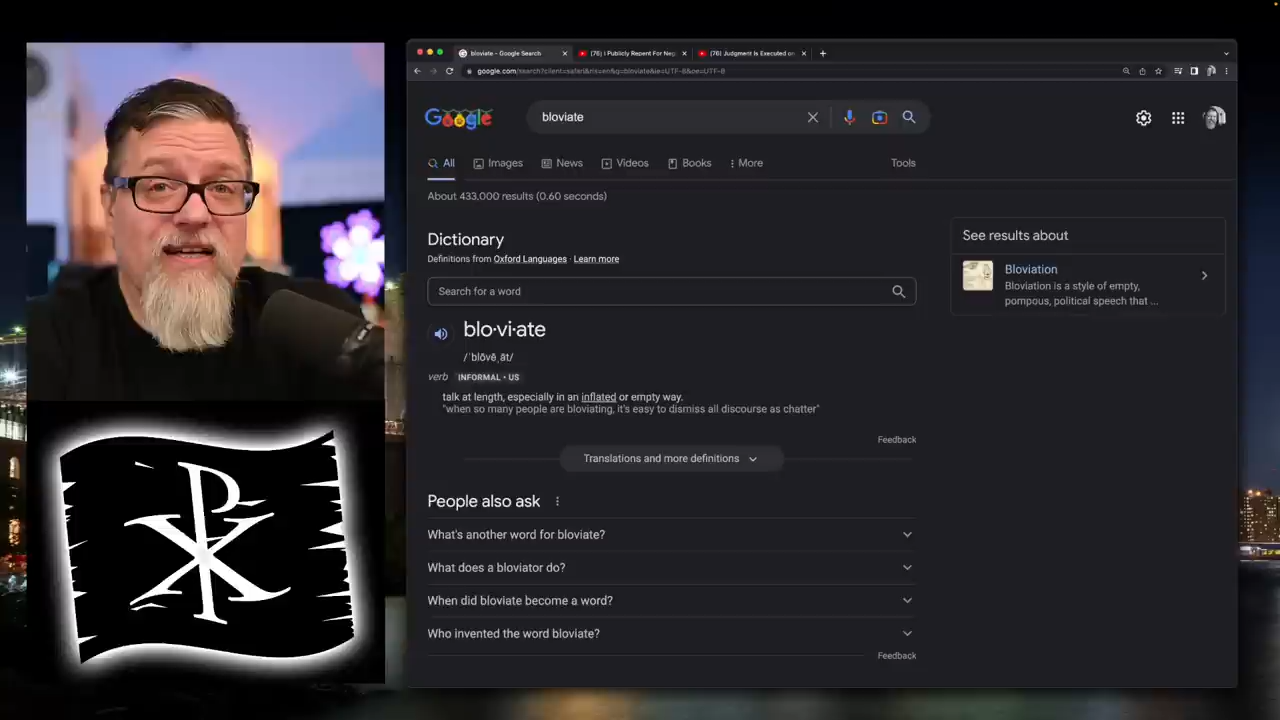 bloviate - Google Search
(76) I Publicly Repent For Neg
(76) Judgment Is Executed on
google.com/search?client=safari&rls=en&q=bloviate&ie=UTF-8&oe=UTF-8
Google
bloviate
All
Images
News
Videos
Books
More
Tools
About 433,000 results (0.60 seconds)
Dictionary
Definitions from Oxford Languages · Learn more
Search for a word
blo·vi·ate
/ˈblōvēˌāt/
verb INFORMAL • US
talk at length, especially in an inflated or empty way.
"when so many people are bloviating, it's easy to dismiss all discourse as chatter"
Feedback
Translations and more definitions
People also ask
What's another word for bloviate?
What does a bloviator do?
When did bloviate become a word?
Who invented the word bloviate?
Feedback
See results about
Bloviation
Bloviation is a style of empty,
pompous, political speech that ...